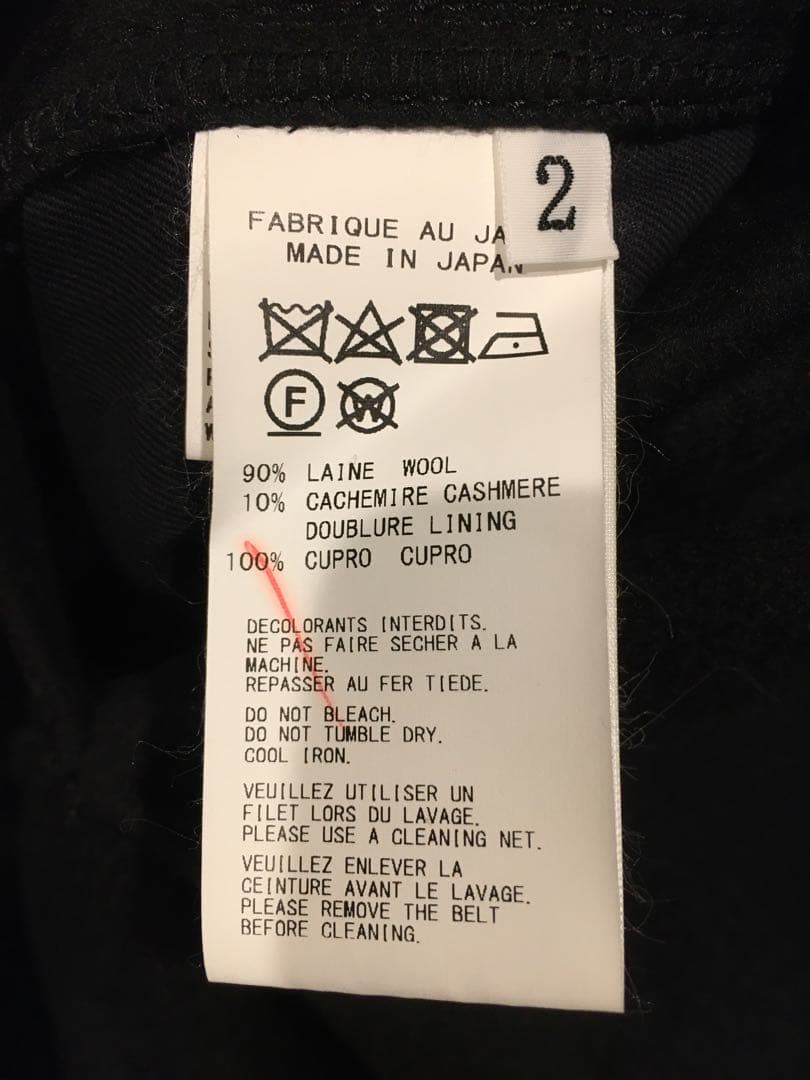 2
FABRIQUE AU JA
MADE IN JAPAN
F
W
90% LAINE WOOL
10% CACHEMIRE CASHMERE
DOUBLURE LINING
100% CUPRO CUPRO
DECOLORANTS INTERDITS.
NE PAS FAIRE SECHER A LA
MACHINE.
REPASSER AU FER TIEDE.
DO NOT BLEACH.
DO NOT TUMBLE DRY.
COOL IRON.
VEUILLEZ UTILISER UN
FILET LORS DU LAVAGE.
PLEASE USE A CLEANING NET.
VEUILLEZ ENLEVER LA
CEINTURE AVANT LE LAVAGE.
PLEASE REMOVE THE BELT
BEFORE CLEANING.